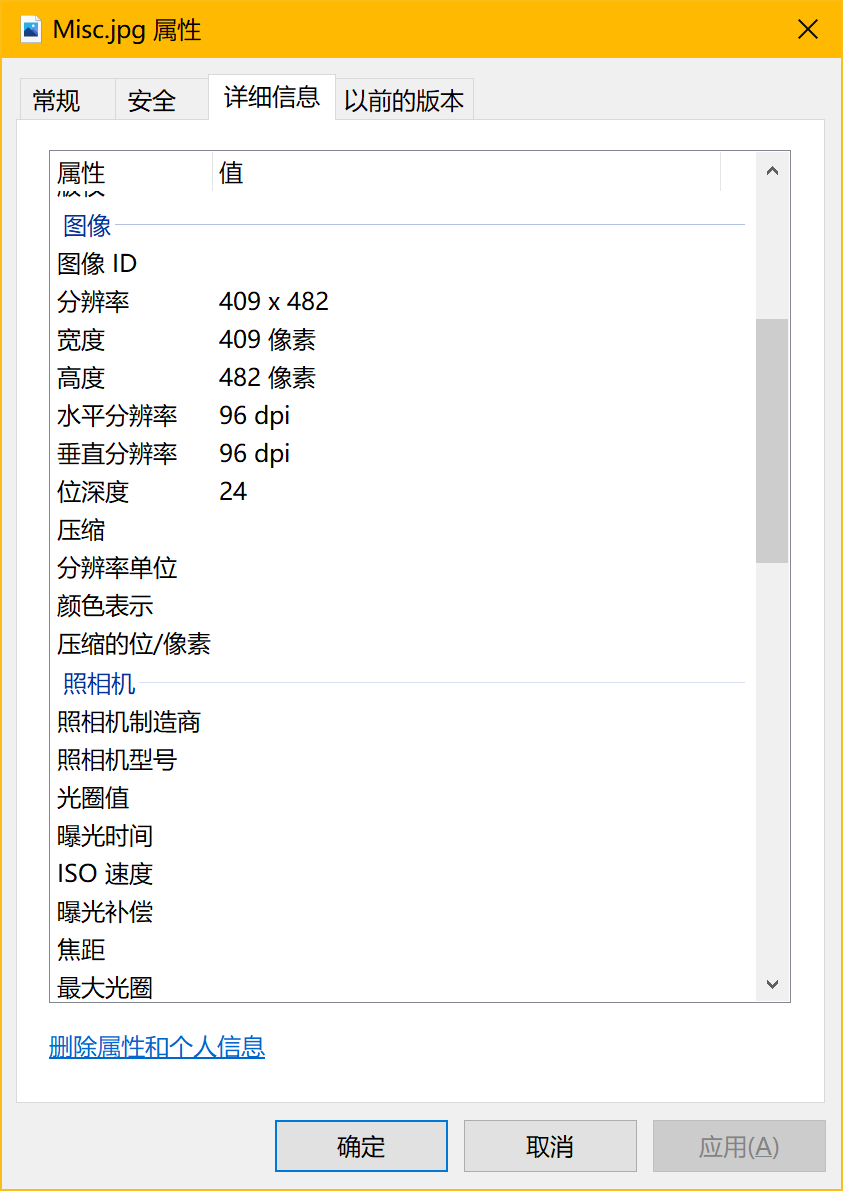 Misc.jpg 属性
常规 安全 详细信息 以前的版本
属性 值
图像
图像 ID
分辨率 409 x 482
宽度 409 像素
高度 482 像素
水平分辨率 96 dpi
垂直分辨率 96 dpi
位深度 24
压缩
分辨率单位
颜色表示
压缩的位/像素
照相机
照相机制造商
照相机型号
光圈值
曝光时间
ISO 速度
曝光补偿
焦距
最大光圈
删除属性和个人信息
确定 取消 应用(A)